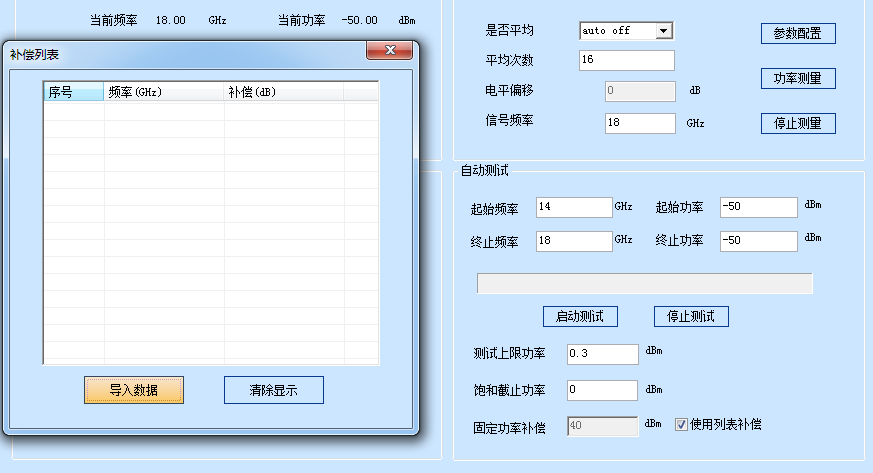 当前频率 18.00 GHz 当前功率 -50.00 dBm
补偿列表
序号 频率(GHz) 补偿(dB)
导入数据 清除显示
是否平均 auto off 参数配置
平均次数 16
电平偏移 0 dB 功率测量
信号频率 18 GHz 停止测量
自动测试
起始频率 14 GHz 起始功率 -50 dBm
终止频率 18 GHz 终止功率 -50 dBm
启动测试 停止测试
测试上限功率 0.3 dBm
饱和截止功率 0 dBm
固定功率补偿 40 dBm 使用列表补偿